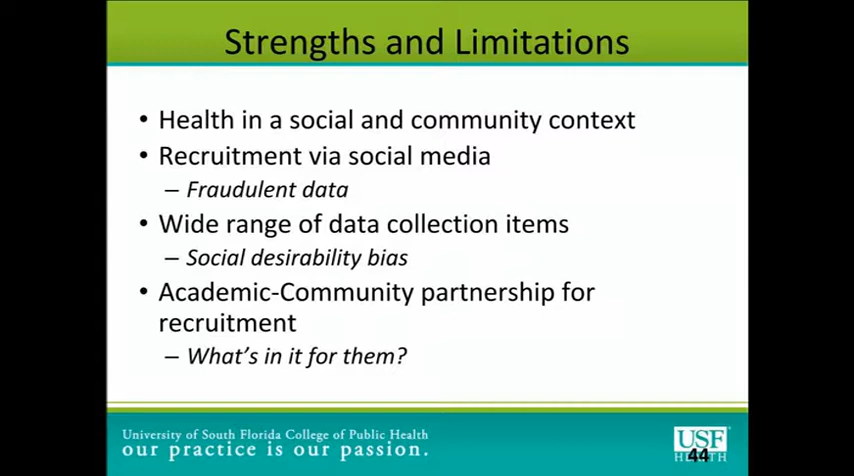 Strengths and Limitations
• Health in a social and community context
• Recruitment via social media
– Fraudulent data
• Wide range of data collection items
– Social desirability bias
• Academic-Community partnership for
recruitment
– What's in it for them?
University of South Florida College of Public Health
our practice is our passion.
USF
HEALTH
44